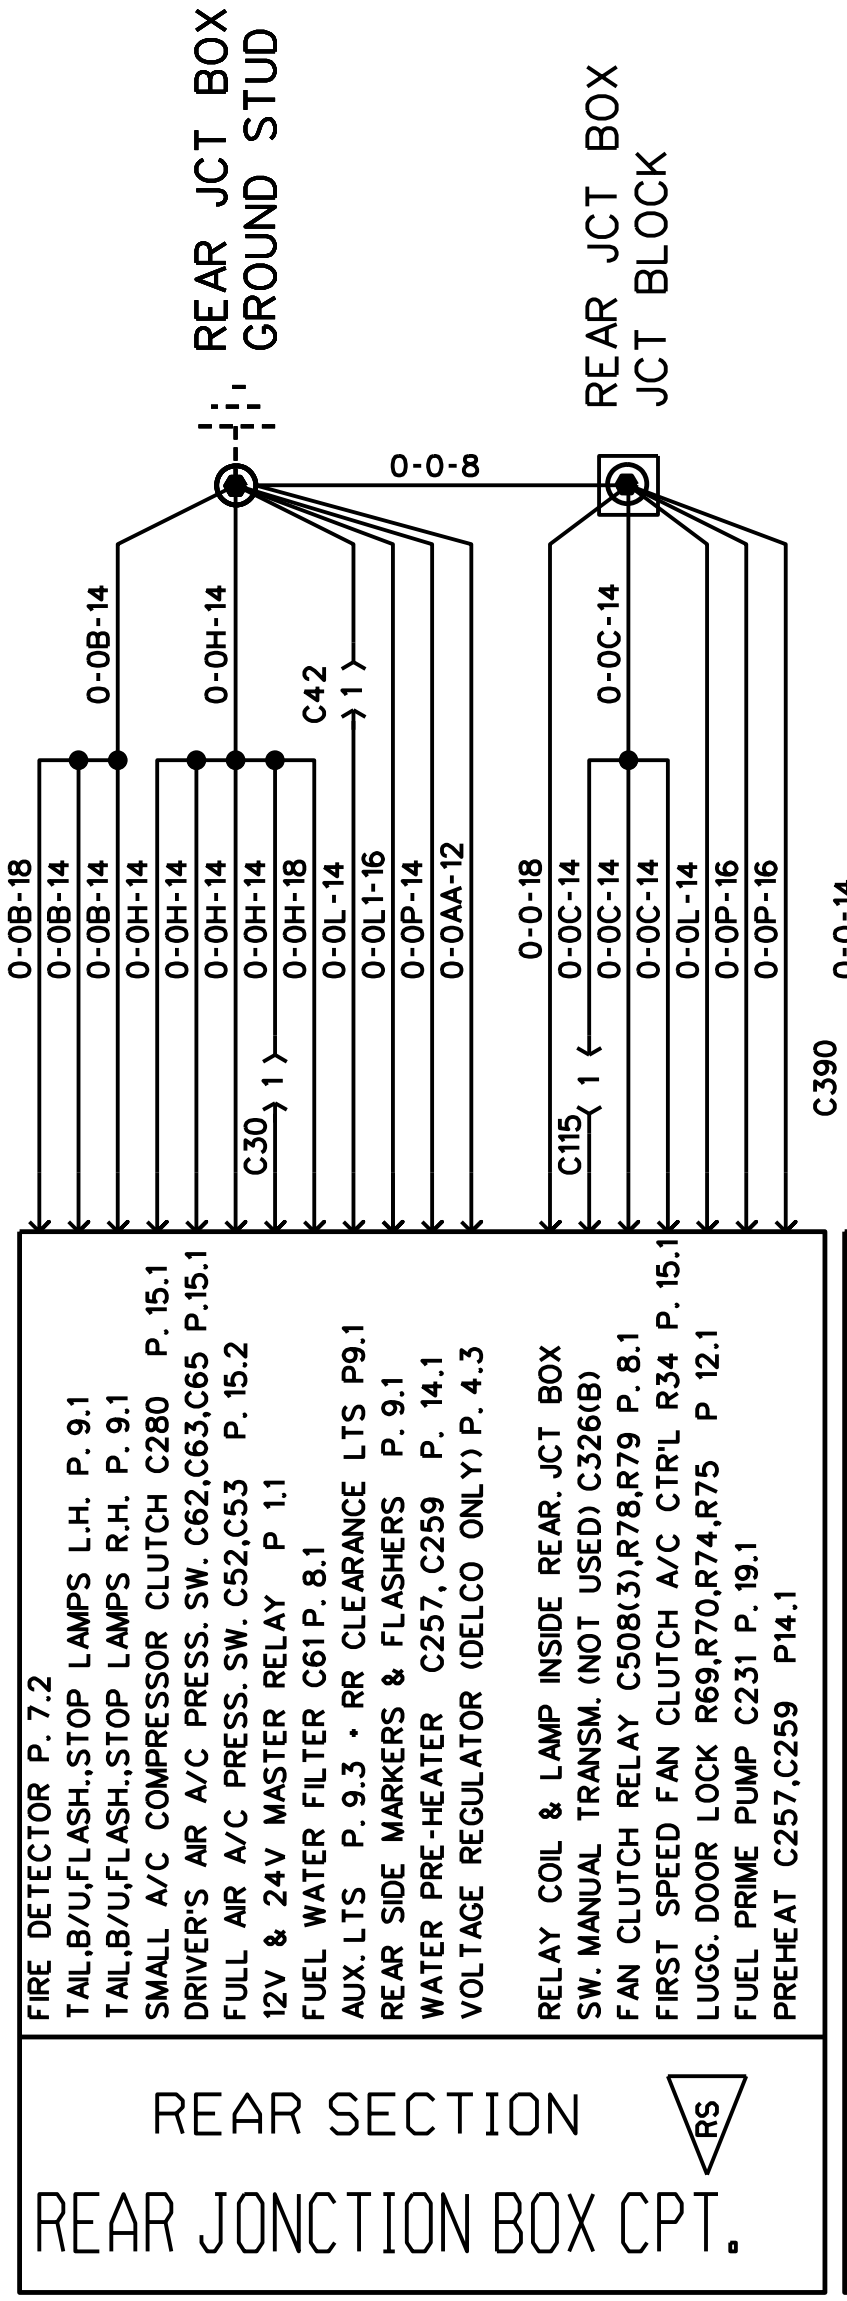 REAR JONCTION BOX CPT.
REAR SECTION
RS
FIRE DETECTOR P. 7.2
TAIL,B/U,FLASH.,STOP LAMPS L.H. P. 9.1
TAIL,B/U,FLASH.,STOP LAMPS R.H. P. 9.1
SMALL A/C COMPRESSOR CLUTCH C280 P. 15.1
DRIVER'S AIR A/C PRESS. SW. C62,C63,C65 P.15.1
FULL AIR A/C PRESS. SW. C52,C53 P. 15.2
12V & 24V MASTER RELAY P 1.1
FUEL WATER FILTER C61 P. 8.1
AUX. LTS P. 9.3 • RR CLEARANCE LTS P9.1
REAR SIDE MARKERS & FLASHERS P. 9.1
WATER PRE-HEATER C257, C259 P. 14.1
VOLTAGE REGULATOR (DELCO ONLY) P. 4.3
RELAY COIL & LAMP INSIDE REAR. JCT BOX
SW. MANUAL TRANSM. (NOT USED) C326(B)
FAN CLUTCH RELAY C508(3),R78,R79 P. 8.1
FIRST SPEED FAN CLUTCH A/C CTR'L R34 P. 15.1
LUGG. DOOR LOCK R69,R70,R74,R75 P 12.1
FUEL PRIME PUMP C231 P. 19.1
PREHEAT C257,C259 P14.1
0-0B-18
0-0B-14
0-0B-14
0-0H-14
0-0H-14
0-0H-14
0-0H-14
0-0H-18
0-0L-14
0-0L1-16
0-0P-14
0-0AA-12
0-0-18
0-0C-14
0-0C-14
0-0C-14
0-0L-14
0-0P-16
0-0P-16
0-0-14
C30
1
C115
1
C390
0-0B-14
0-0H-14
C42
1
0-0C-14
0-0-8
REAR JCT BOX
GROUND STUD
REAR JCT BOX
JCT BLOCK